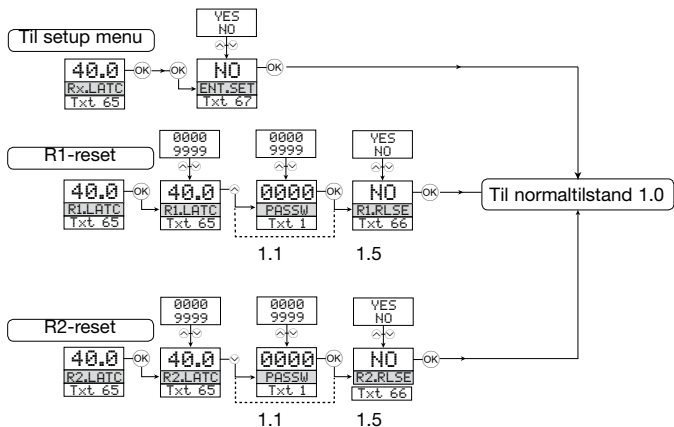 YES
NO
Til setup menu
40.0 OK OK NO OK
Rx.LATC ENT.SET
Txt 65 Txt 67
0000 0000 YES
9999 9999 NO
R1-reset
40.0 OK 40.0 0000 OK NO OK Til normaltilstand 1.0
R1.LATC R1.LATC PASSW R1.RLSE
Txt 65 Txt 65 Txt 1 Txt 66
1.1 1.5
0000 0000 YES
9999 9999 NO
R2-reset
40.0 OK 40.0 0000 OK NO OK
R2.LATC R2.LATC PASSW R2.RLSE
Txt 65 Txt 65 Txt 1 Txt 66
1.1 1.5